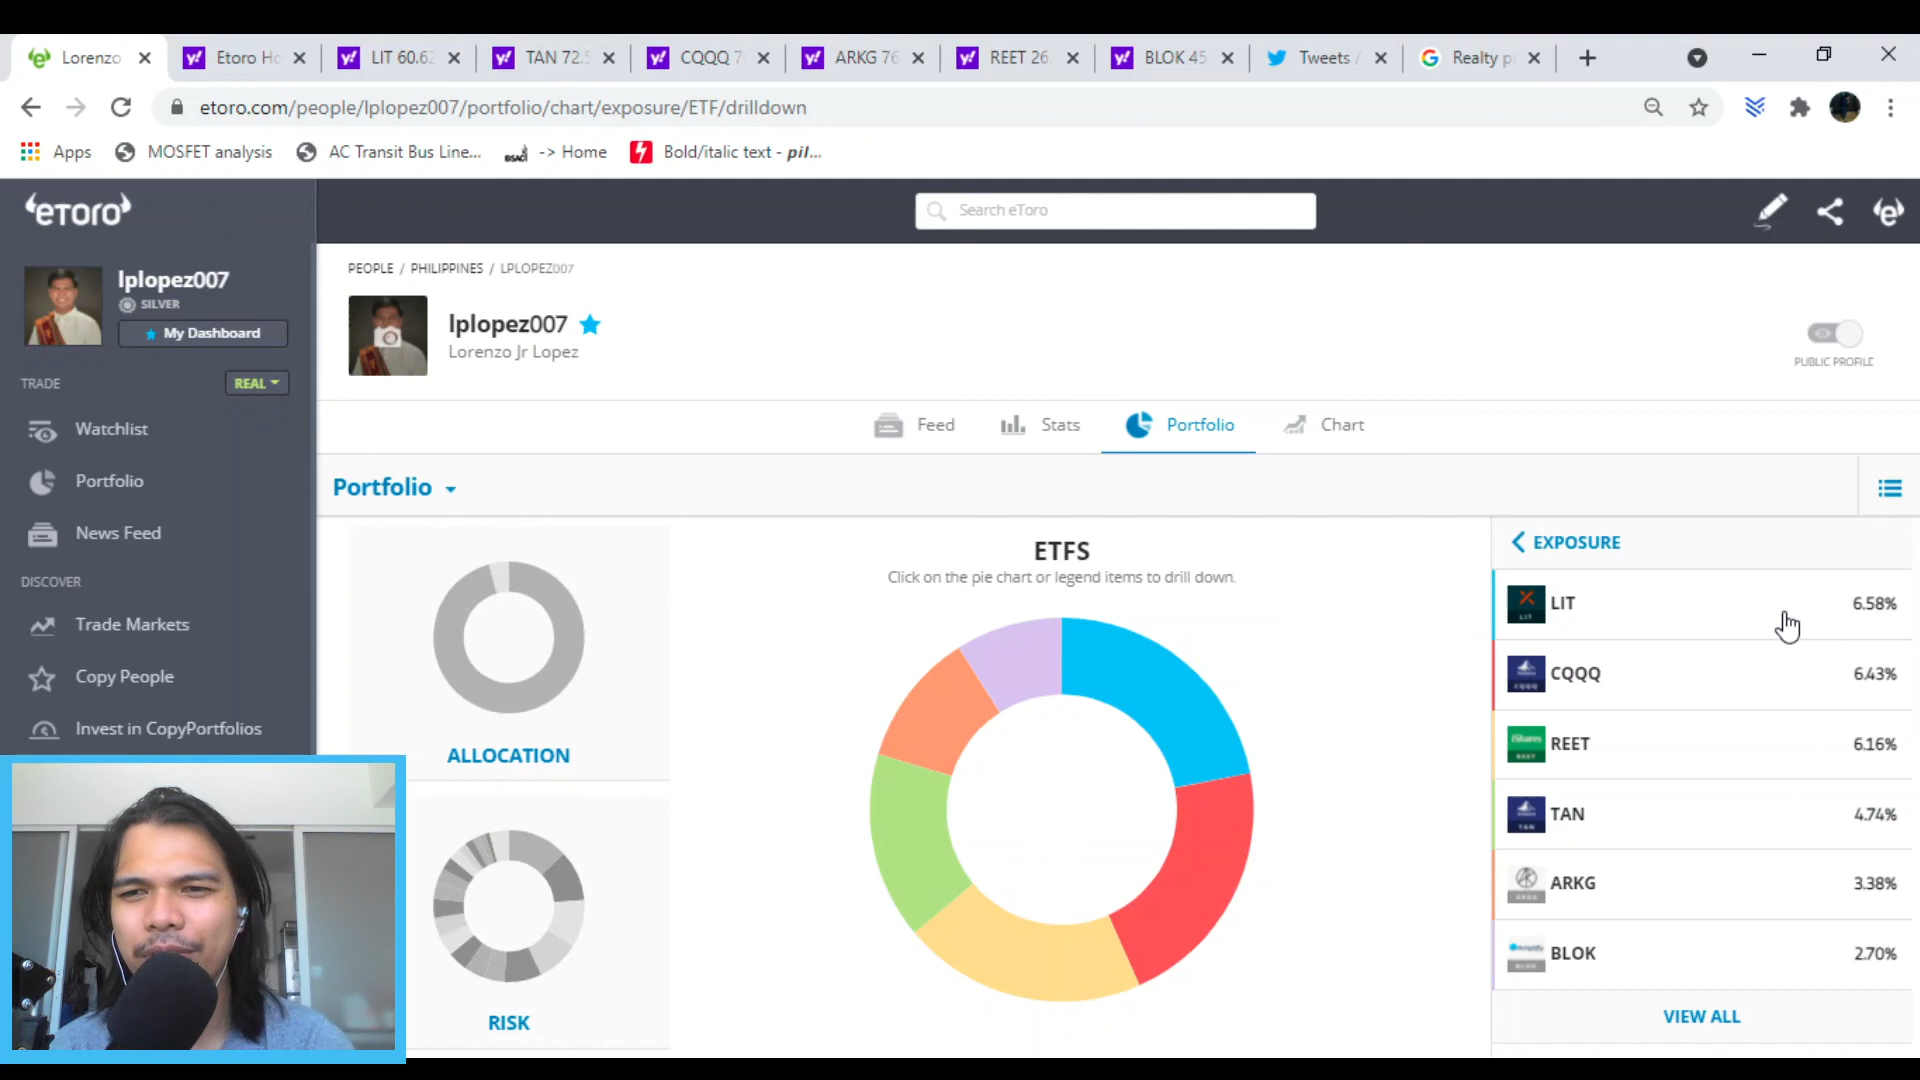 Lorenzo
Etoro Ho
LIT 60.62
TAN 72.5
CQQQ 7
ARKG 76
REET 26.
BLOK 45
Tweets /
Realty p
etoro.com/people/lplopez007/portfolio/chart/exposure/ETF/drilldown
Apps
MOSFET analysis
AC Transit Bus Line...
-> Home
Bold/italic text - pil...
eToro
Search eToro
lplopez007
SILVER
My Dashboard
TRADE
REAL
Watchlist
Portfolio
News Feed
DISCOVER
Trade Markets
Copy People
Invest in CopyPortfolios
PEOPLE / PHILIPPINES / LPLOPEZ007
lplopez007
Lorenzo Jr Lopez
PUBLIC PROFILE
Feed
Stats
Portfolio
Chart
Portfolio
ALLOCATION
RISK
ETFS
Click on the pie chart or legend items to drill down.
EXPOSURE
LIT 6.58%
CQQQ 6.43%
REET 6.16%
TAN 4.74%
ARKG 3.38%
BLOK 2.70%
VIEW ALL